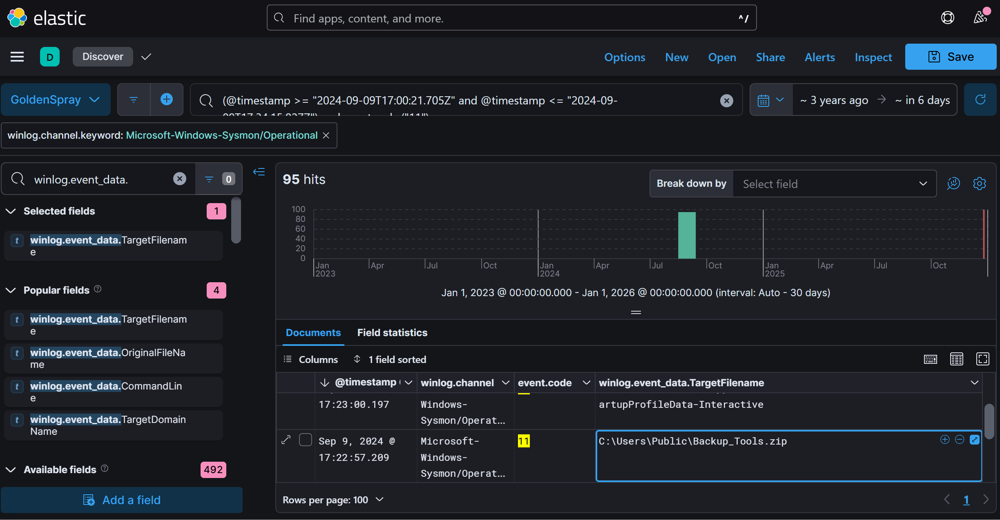 elastic
Find apps, content, and more.
^/
D
Discover
Options
New
Open
Share
Alerts
Inspect
Save
GoldenSpray
(@timestamp >= "2024-09-09T17:00:21.705Z" and @timestamp <= "2024-09-
~ 3 years ago → ~ in 6 days
winlog.channel.keyword: Microsoft-Windows-Sysmon/Operational
winlog.event_data.
0
Selected fields
1
t
winlog.event_data.TargetFilenam
e
Popular fields
4
t
winlog.event_data.TargetFilenam
e
t
winlog.event_data.OriginalFileNa
me
t
winlog.event_data.CommandLin
e
t
winlog.event_data.TargetDomain
Name
Available fields
492
Add a field
95 hits
Break down by
Select field
100
80
60
40
20
0
Jan
2023
Apr
Jul
Oct
Jan
2024
Apr
Jul
Oct
Jan
2025
Apr
Jul
Oct
Jan 1, 2023 @ 00:00:00.000 - Jan 1, 2026 @ 00:00:00.000 (interval: Auto - 30 days)
Documents
Field statistics
Columns
1 field sorted
@timestamp
winlog.channel
event.code
winlog.event_data.TargetFilename
17:23:00.197
Windows-
Sysmon/Operat...
artupProfileData-Interactive
Sep 9, 2024 @
17:22:57.209
Microsoft-
Windows-
Sysmon/Operat...
11
C:\Users\Public\Backup_Tools.zip
Rows per page: 100
1